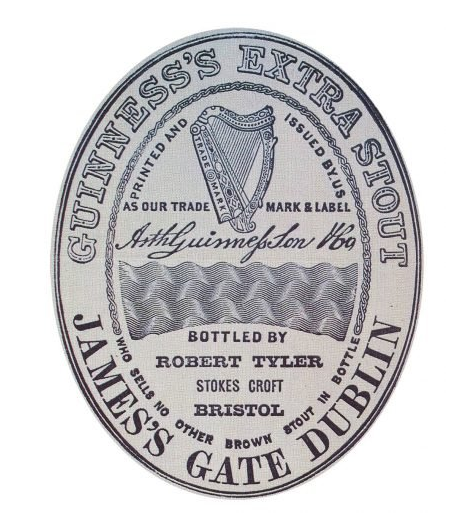 GUINNESS'S EXTRA STOUT
PRINTED AND ISSUED BY US
TRADE MARK
AS OUR TRADE MARK & LABEL
Arth Guinness Son & Co
BOTTLED BY
ROBERT TYLER
STOKES CROFT
BRISTOL
WHO SELLS NO OTHER BROWN STOUT IN BOTTLE
JAMES'S GATE DUBLIN